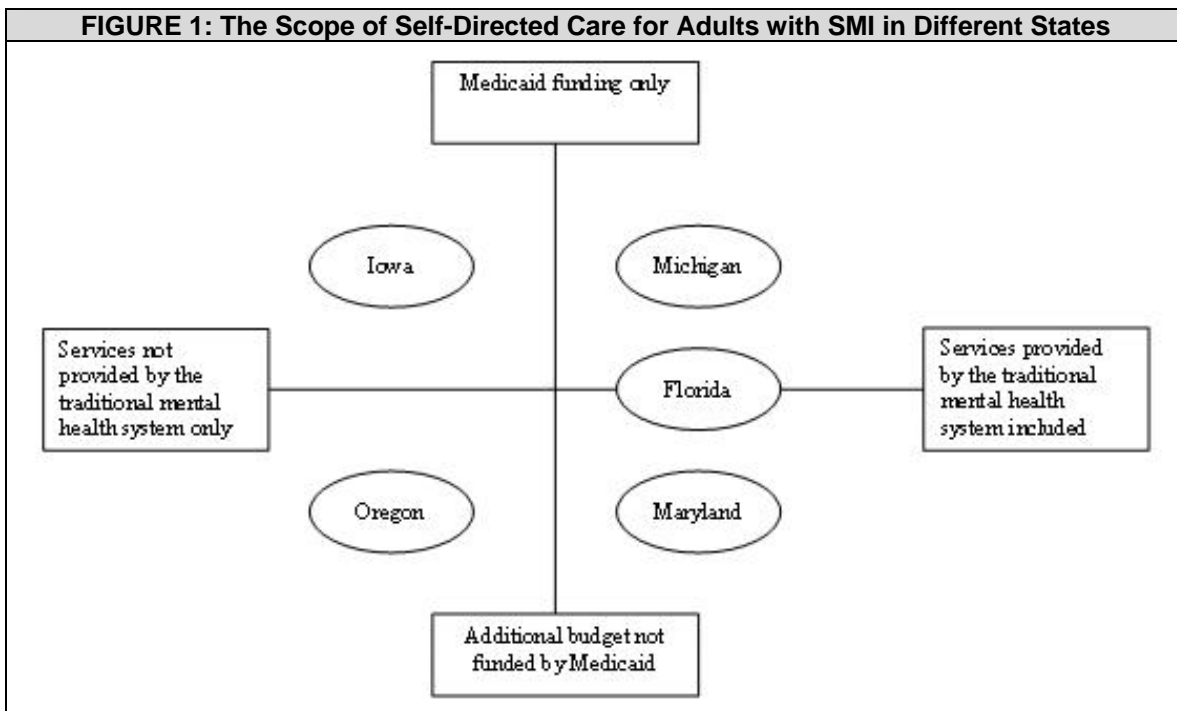 FIGURE 1: The Scope of Self-Directed Care for Adults with SMI in Different States
Medicaid funding only
Iowa
Michigan
Services not
provided by the
traditional mental
health system only
Florida
Services provided
by the traditional
mental health
system included
Oregon
Maryland
Additional budget not
funded by Medicaid